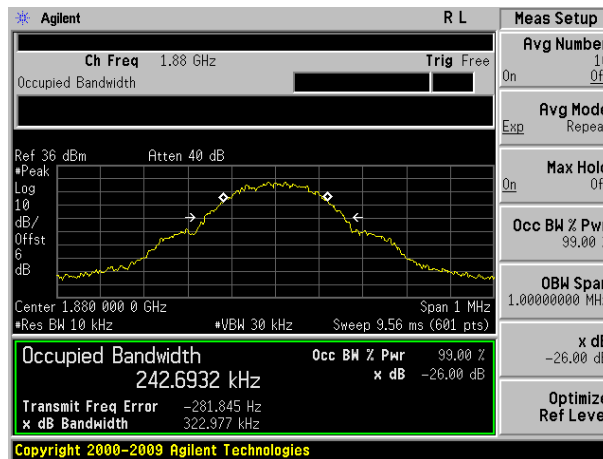 Agilent R L
Ch Freq 1.88 GHz Trig Free
Occupied Bandwidth
Ref 36 dBm Atten 40 dB
#Peak
Log
10
dB/
Offst
6
dB
Center 1.880 000 0 GHz Span 1 MHz
#Res BW 10 kHz #VBW 30 kHz Sweep 9.56 ms (601 pts)
Occupied Bandwidth Occ BW % Pwr 99.00 %
242.6932 kHz x dB -26.00 dB
Transmit Freq Error -281.845 Hz
x dB Bandwidth 322.977 kHz
Copyright 2000-2009 Agilent Technologies
Meas Setup
Avg Number
On
Avg Mode
Exp Repea
Max Hold
On
Occ BW % Pwr
99.00
OBW Span
1.00000000 MH
x dB
-26.00 dB
Optimize
Ref Level